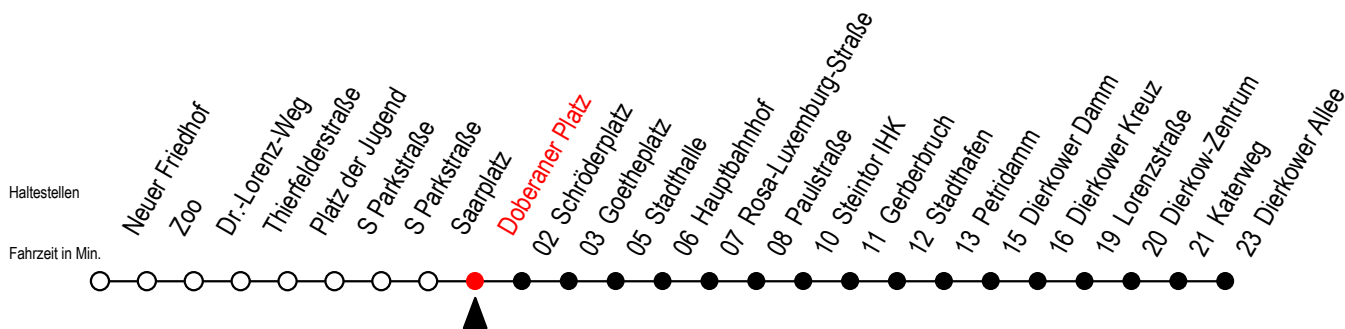 Haltestellen
Fahrzeit in Min.
Neuer Friedhof
Zoo
Dr.-Lorenz-Weg
Thierfelderstraße
Platz der Jugend
S Parkstraße
S Parkstraße
Saarplatz
Doberaner Platz
02 Schröderplatz
03 Goetheplatz
05 Stadthalle
06 Hauptbahnhof
07 Rosa-Luxemburg-Straße
08 Paulstraße
10 Steintor IHK
11 Gerberbruch
12 Stadthafen
13 Petridamm
15 Dierkower Damm
16 Dierkower Kreuz
19 Lorenzstraße
20 Dierkow-Zentrum
21 Katerweg
23 Dierkower Allee